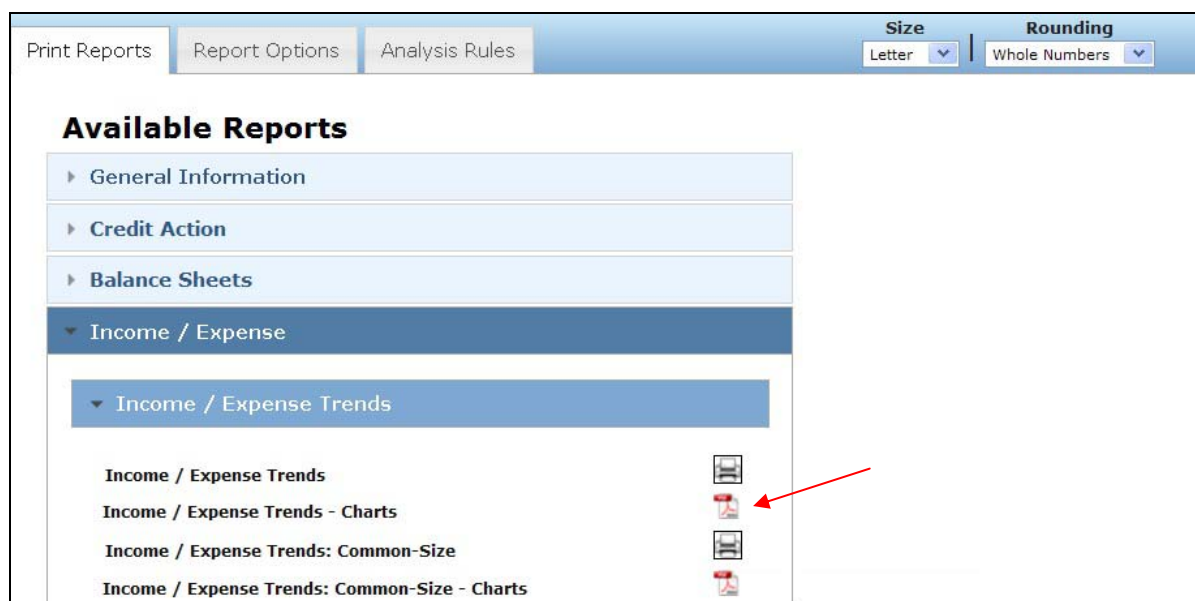 Size Rounding
Print Reports Report Options Analysis Rules Letter Whole Numbers
Available Reports
General Information
Credit Action
Balance Sheets
Income / Expense
Income / Expense Trends
Income / Expense Trends
Income / Expense Trends - Charts
Income / Expense Trends: Common-Size
Income / Expense Trends: Common-Size - Charts